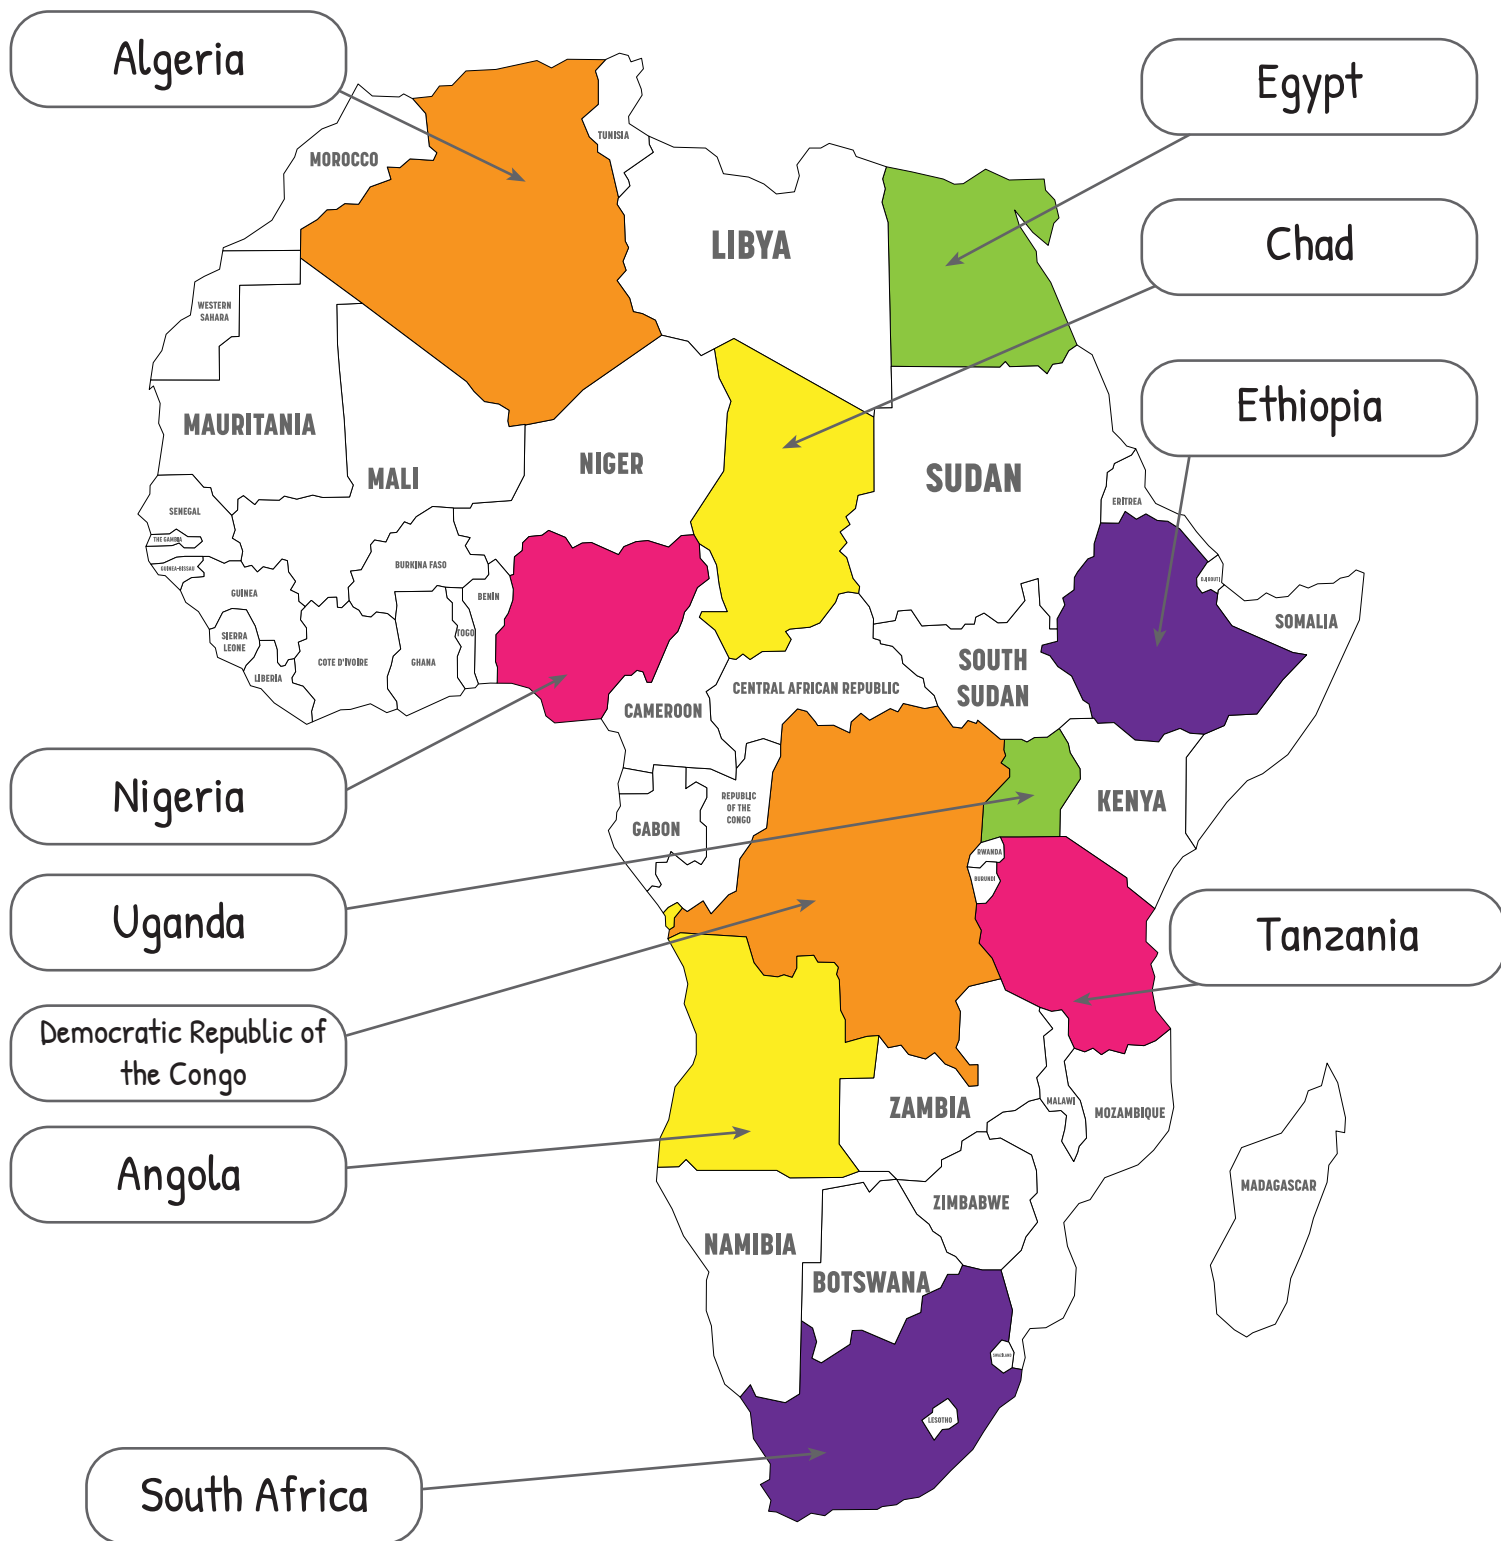 Algeria
Egypt
TUNISIA
MOROCCO
Chad
LIBYA
WESTERN
SAHARA
Ethiopia
MAURITANIA
MALI
NIGER
SUDAN
ERITREA
SENEGAL
THE GAMBIA
GUINEA-BISSAU
BURKINA FASO
DJIBOUTI
GUINEA
BENIN
SOMALIA
TOGO
SIERRA
LEONE
COTE D'IVOIRE
GHANA
LIBERIA
SOUTH
SUDAN
CENTRAL AFRICAN REPUBLIC
CAMEROON
Nigeria
REPUBLIC
OF THE
CONGO
KENYA
GABON
RWANDA
BURUNDI
Uganda
Tanzania
Democratic Republic of
the Congo
ZAMBIA
MALAWI
MOZAMBIQUE
Angola
MADAGASCAR
ZIMBABWE
NAMIBIA
BOTSWANA
SWAZILAND
LESOTHO
South Africa